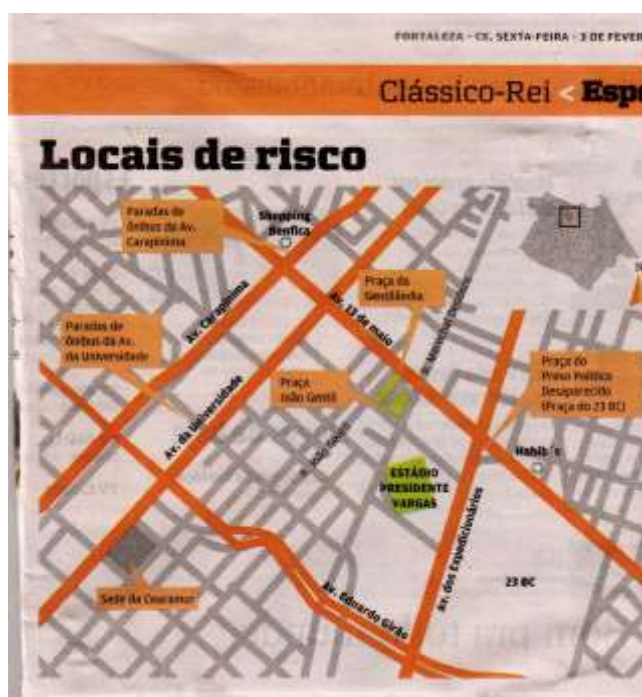 FORTALEZA - CE, SEXTA-FEIRA - 3 DE FEVER
Clássico-Rei < Espo
Locais de risco
Paradas de
ônibus da Av.
Carapinima
Shopping
Benfica
Praça da
Gentilândia
Av. 13 de maio
Av. Carapinima
Paradas de
ônibus da Av.
da Universidade
Av. da Universidade
Praça
João Gentil
Praça do
Preso Político
Desaparecido
(Praça do 23 BC)
Habib´s
ESTÁDIO
PRESIDENTE
VARGAS
Av. dos Expedicionários
23 BC
Sede da Cearamor
Av. Eduardo Girão